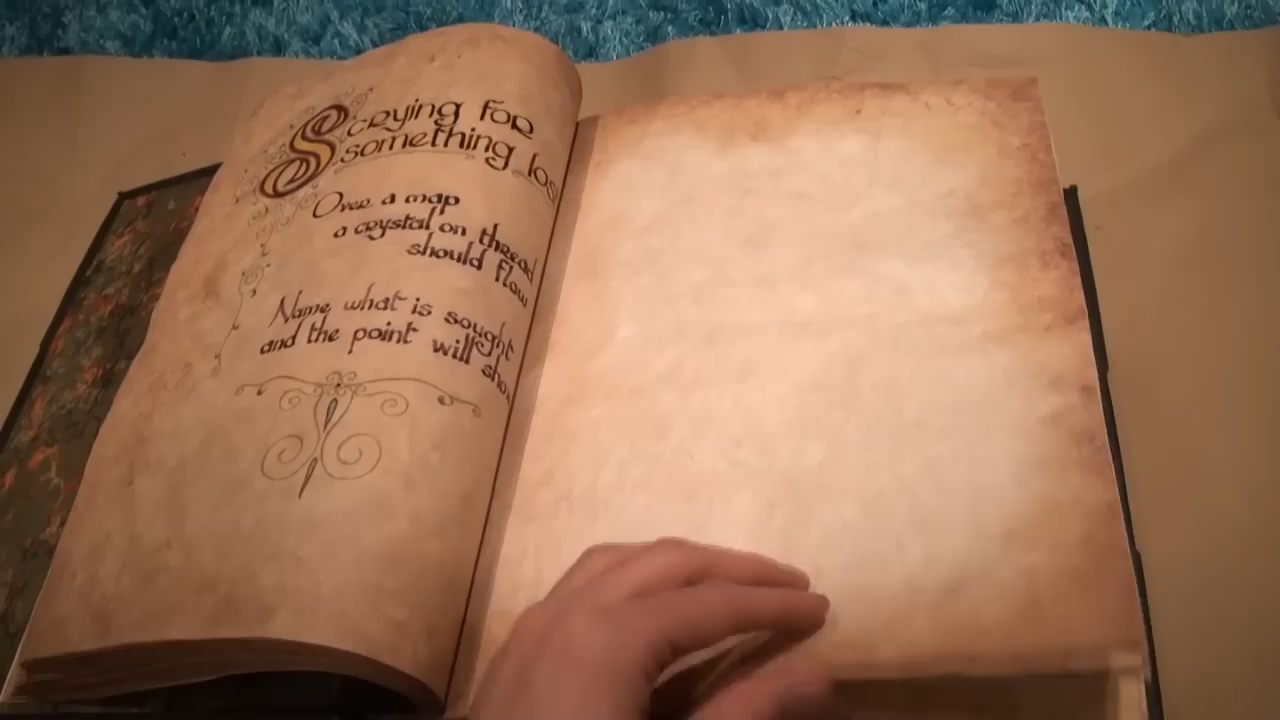 Scrying for
something los
Over a map
a crystal on thread
should flow
Name what is sought
and the point will show